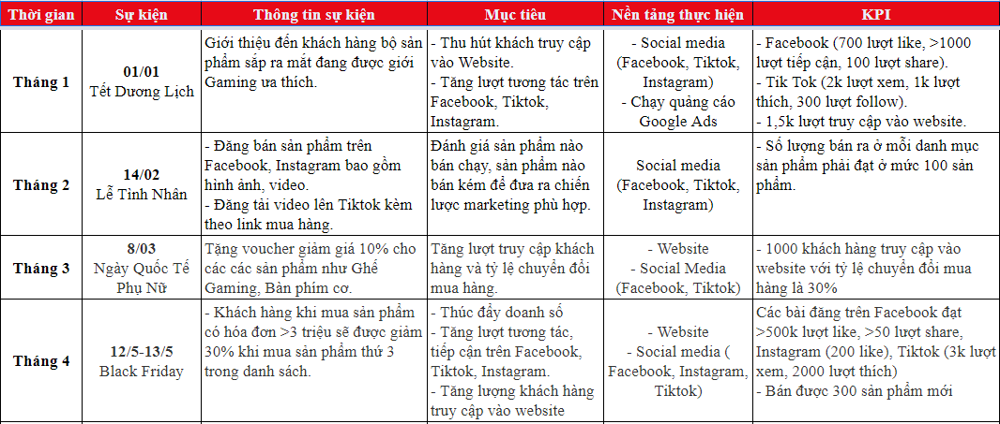 Thời gian
Sự kiện
Thông tin sự kiện
Mục tiêu
Nền tảng thực hiện
KPI
Tháng 1
01/01
Tết Dương Lịch
Giới thiệu đến khách hàng bộ sản
phẩm sắp ra mắt đang được giới
Gaming ưa thích.
- Thu hút khách truy cập
vào Website.
- Tăng lượt tương tác trên
Facebook, Tiktok,
Instagram.
- Social media
(Facebook, Tiktok,
Instagram)
- Chạy quảng cáo
Google Ads
- Facebook (700 lượt like, >1000
lượt tiếp cận, 100 lượt share).
- Tik Tok (2k lượt xem, 1k lượt
thích, 300 lượt follow).
- 1,5k lượt truy cập vào website.
Tháng 2
14/02
Lễ Tình Nhân
- Đăng bán sản phẩm trên
Facebook, Instagram bao gồm
hình ảnh, video.
- Đăng tải video lên Tiktok kèm
theo link mua hàng.
Đánh giá sản phẩm nào
bán chạy, sản phẩm nào
bán kém để đưa ra chiến
lược marketing phù hợp.
Social media
(Facebook, Tiktok,
Instagram)
- Số lượng bán ra ở mỗi danh mục
sản phẩm phải đạt ở mức 100 sản
phẩm.
Tháng 3
8/03
Ngày Quốc Tế
Phụ Nữ
Tặng voucher giảm giá 10% cho
các các sản phẩm như Ghế
Gaming, Bàn phím cơ.
Tăng lượt truy cập khách
hàng và tỷ lệ chuyển đổi
mua hàng.
- Website
- Social Media
(Facebook, Tiktok)
- 1000 khách hàng truy cập vào
website với tỷ lệ chuyển đổi mua
hàng là 30%
Tháng 4
12/5-13/5
Black Friday
- Khách hàng khi mua sản phẩm
có hóa đơn >3 triệu sẽ được giảm
30% khi mua sản phẩm thứ 3
trong danh sách.
- Thúc đẩy doanh số
- Tăng lượt tương tác,
tiếp cận trên Facebook,
Tiktok, Instagram.
- Tăng lượng khách hàng
truy cập vào website
- Website
- Social media (
Facebook, Instagram,
Tiktok)
Các bài đăng trên Facebook đạt
>500k lượt like, >50 lượt share,
Instagram (200 like), Tiktok (3k lượt
xem, 2000 lượt thích)
- Bán được 300 sản phẩm mới